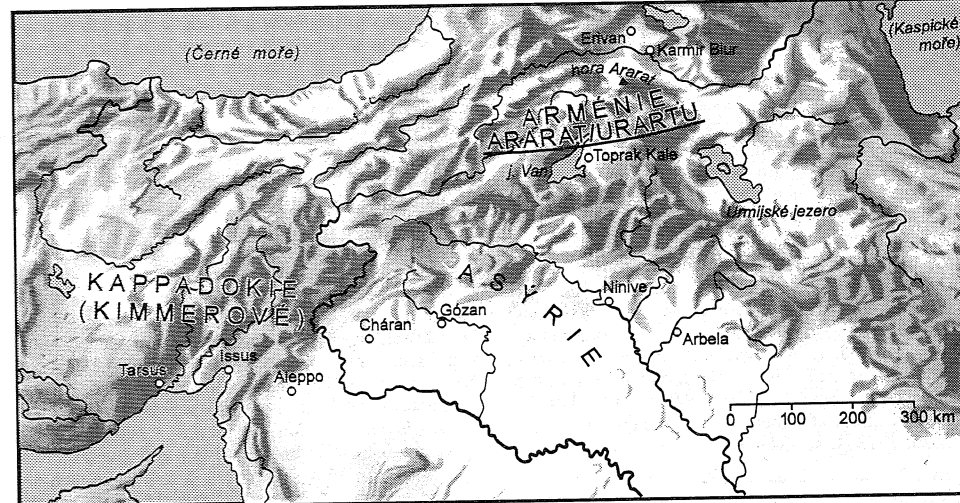 (Černé moře)
(Kaspické
moře)
Erivan
Karmir Blur
hora Ararat
ARMÉNIE
ARARAT/URARTU
Toprak Kale
j. Van
Urmijské jezero
KAPPADOKIE
(KIMMEROVÉ)
ASÝRIE
Ninive
Gózan
Cháran
Arbela
Issus
Tarsus
Aleppo
0 100 200 300 km